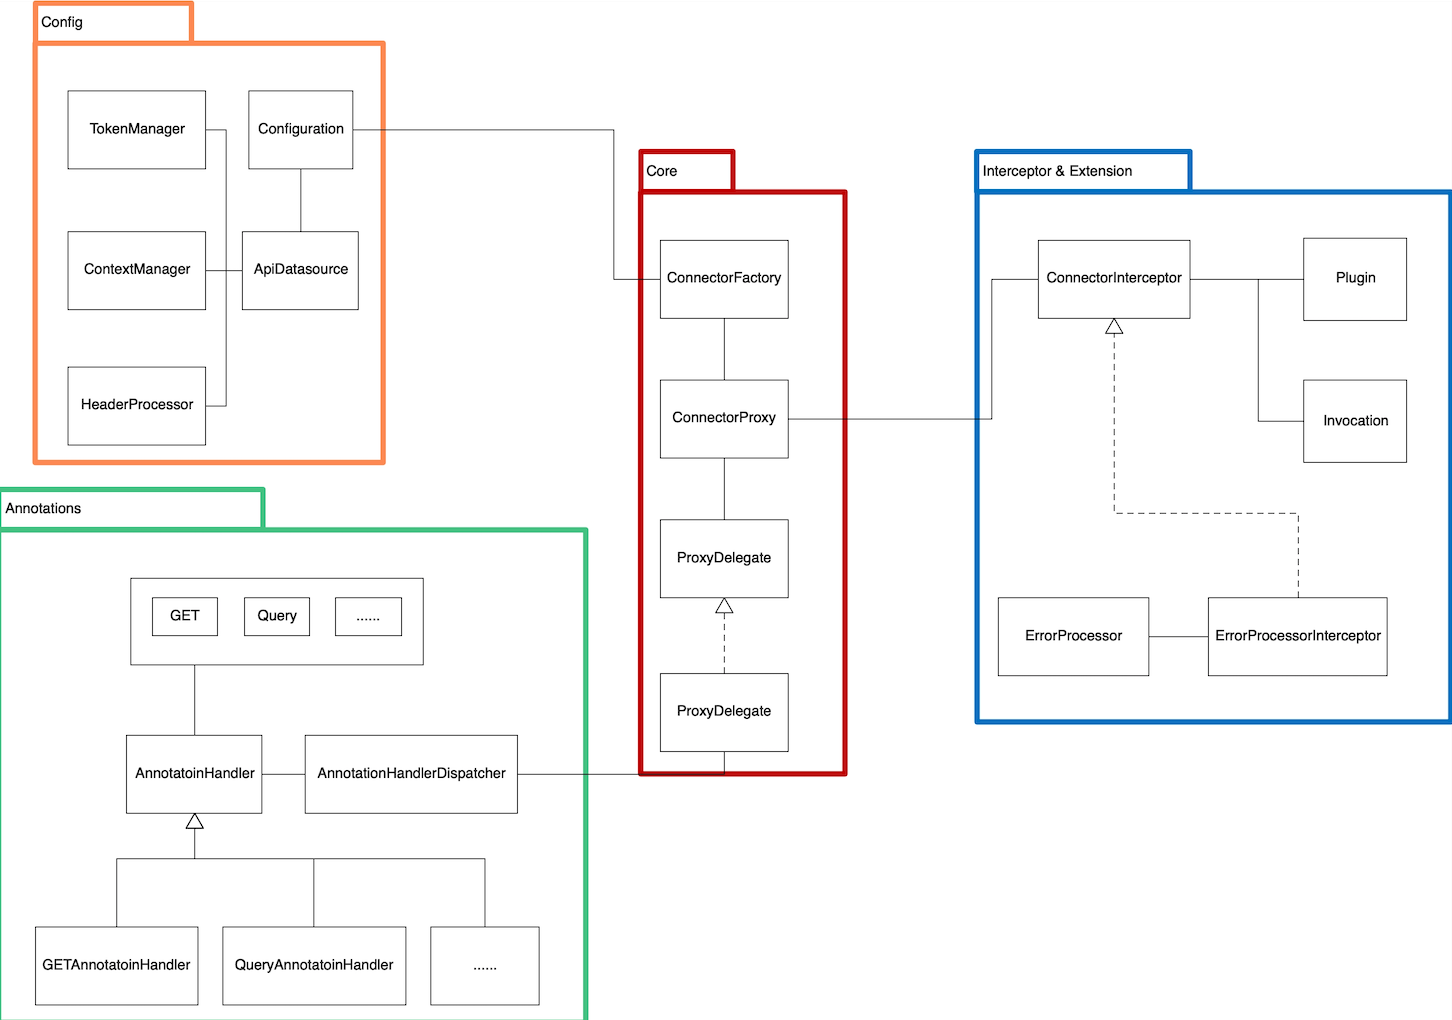 Config
TokenManager
Configuration
ContextManager
ApiDatasource
HeaderProcessor
Core
ConnectorFactory
ConnectorProxy
ProxyDelegate
ProxyDelegate
Interceptor & Extension
ConnectorInterceptor
Plugin
Invocation
ErrorProcessor
ErrorProcessorInterceptor
Annotations
GET
Query
......
AnnotatoinHandler
AnnotationHandlerDispatcher
GETAnnotatoinHandler
QueryAnnotatoinHandler
......